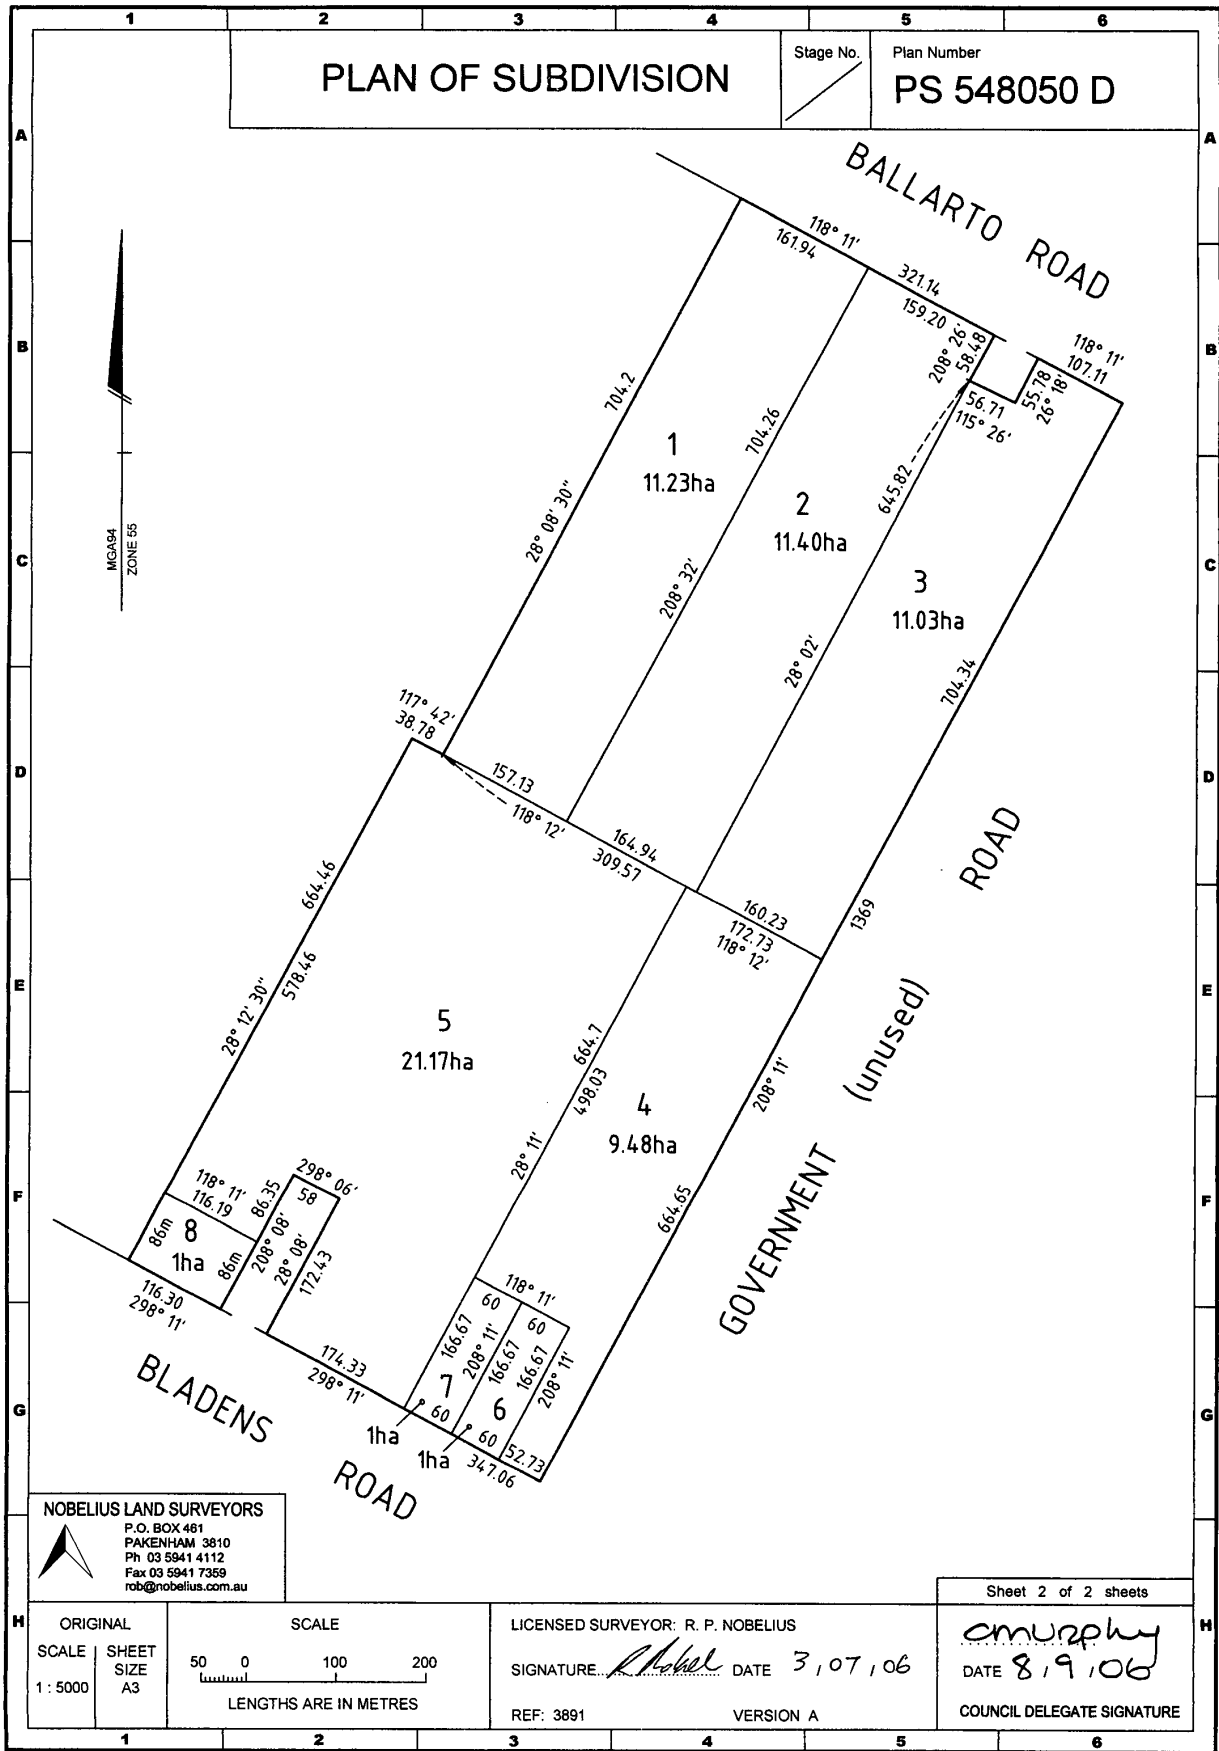 1 2 3 4 5 6
PLAN OF SUBDIVISION
Stage No.
Plan Number
PS 548050 D
A A
BALLARTO ROAD
118° 11'
161.94
321.14
159.20
208° 26'
58.48
118° 11'
107.11
B B
55.78
26° 18'
56.71
115° 26'
704.2
704.26
645.82
1
11.23ha
2
11.40ha
3
11.03ha
MGA94
ZONE 55
C C
28° 08' 30"
208° 32'
28° 02'
704.34
117° 42'
38.78
D D
157.13
118° 12'
164.94
309.57
160.23
172.73
118° 12'
1369
ROAD
664.46
578.46
28° 12' 30"
E E
5
21.17ha
664.7
498.03
28° 11'
4
9.48ha
208° 11'
664.65
GOVERNMENT (unused)
F F
118° 11'
116.19
298° 06'
58
86.35
208° 08'
28° 08'
172.43
8
1ha
86m
86m
116.30
298° 11'
118° 11'
60
60
166.67
208° 11'
166.67
166.67
208° 11'
174.33
298° 11'
7
6
60
60
52.73
1ha
1ha
347.06
G G
BLADENS ROAD
NOBELIUS LAND SURVEYORS
P.O. BOX 461
PAKENHAM 3810
Ph 03 5941 4112
Fax 03 5941 7359
rob@nobelius.com.au
Sheet 2 of 2 sheets
H H
ORIGINAL
SCALE
SHEET SIZE
1 : 5000
A3
SCALE
50 0 100 200
LENGTHS ARE IN METRES
LICENSED SURVEYOR: R. P. NOBELIUS
SIGNATURE DATE 3,07,06
REF: 3891 VERSION A
cmurphy
DATE 8,9,06
COUNCIL DELEGATE SIGNATURE
1 2 3 4 5 6